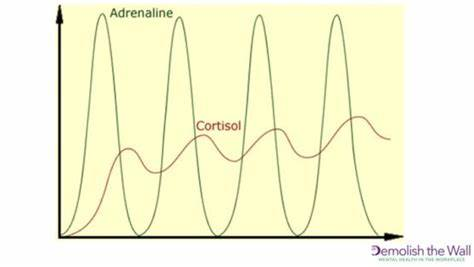 Adrenaline
Cortisol
Demolish the Wall
MENTAL HEALTH IN THE WORKPLACE